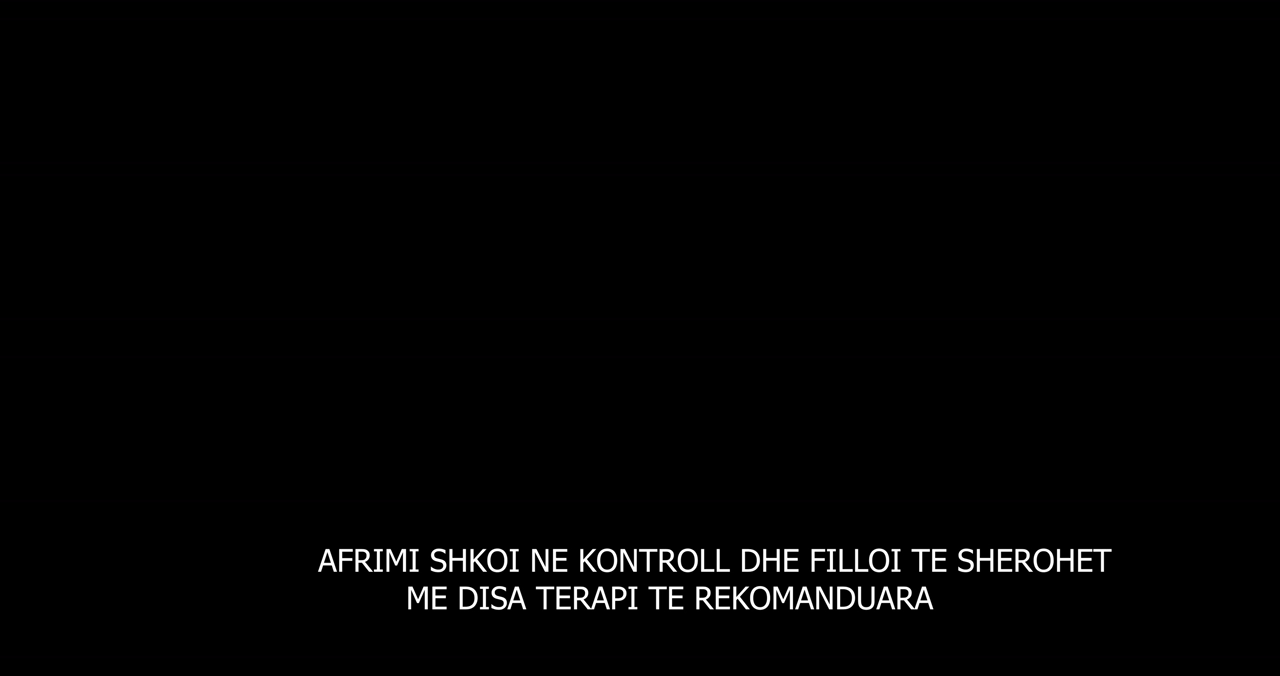 AFRIMI SHKOI NE KONTROLL DHE FILLOI TE SHEROHET
ME DISA TERAPI TE REKOMANDUARA